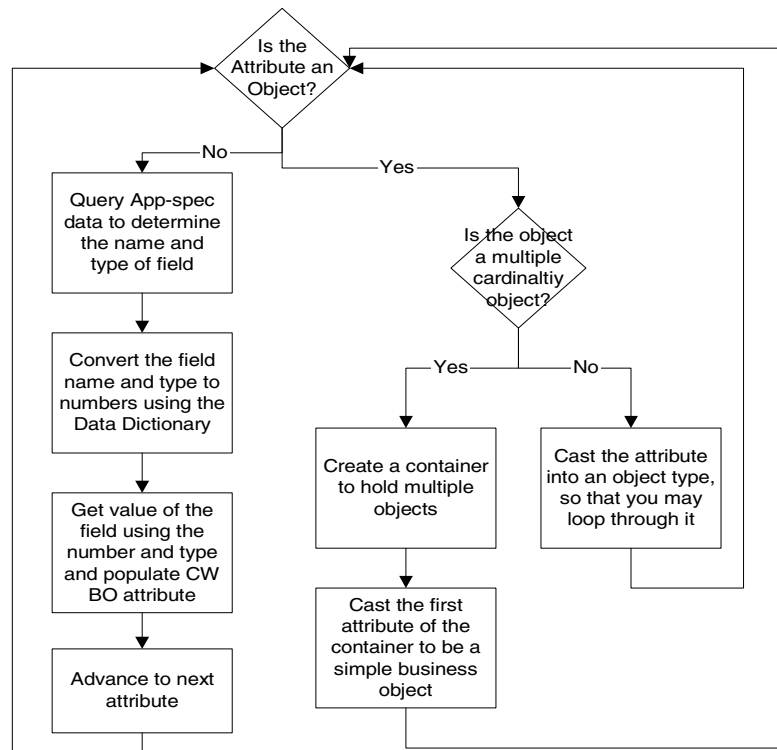 Is the
Attribute an
Object?
No
Yes
Query App-spec
data to determine
the name and
type of field
Is the object
a multiple
cardinaltiy
object?
Convert the field
name and type to
numbers using the
Data Dictionary
Yes
No
Get value of the
field using the
number and type
and populate CW
BO attribute
Create a container
to hold multiple
objects
Cast the attribute
into an object type,
so that you may
loop through it
Advance to next
attribute
Cast the first
attribute of the
container to be a
simple business
object